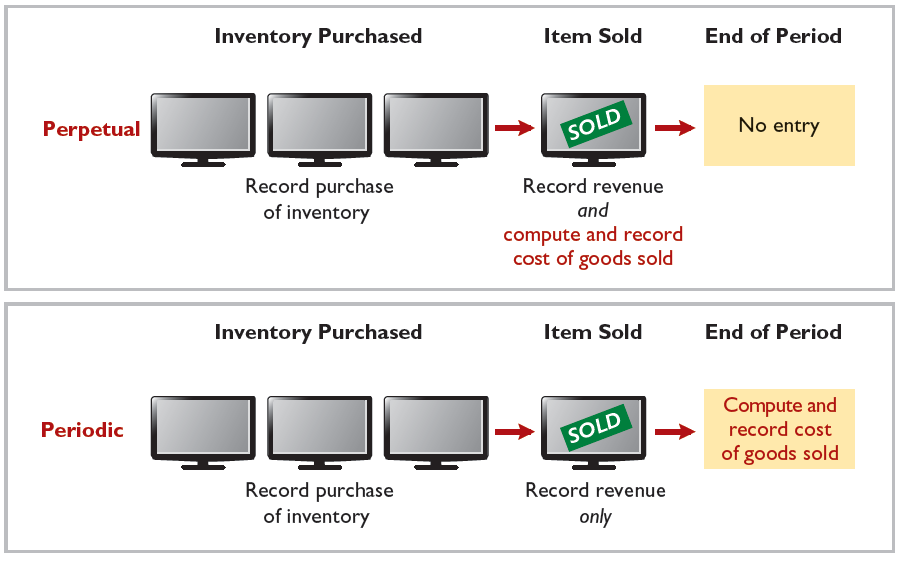 Inventory Purchased Item Sold End of Period
Perpetual
SOLD
No entry
Record purchase
of inventory
Record revenue
and
compute and record
cost of goods sold
Inventory Purchased Item Sold End of Period
Periodic
SOLD
Compute and
record cost
of goods sold
Record purchase
of inventory
Record revenue
only